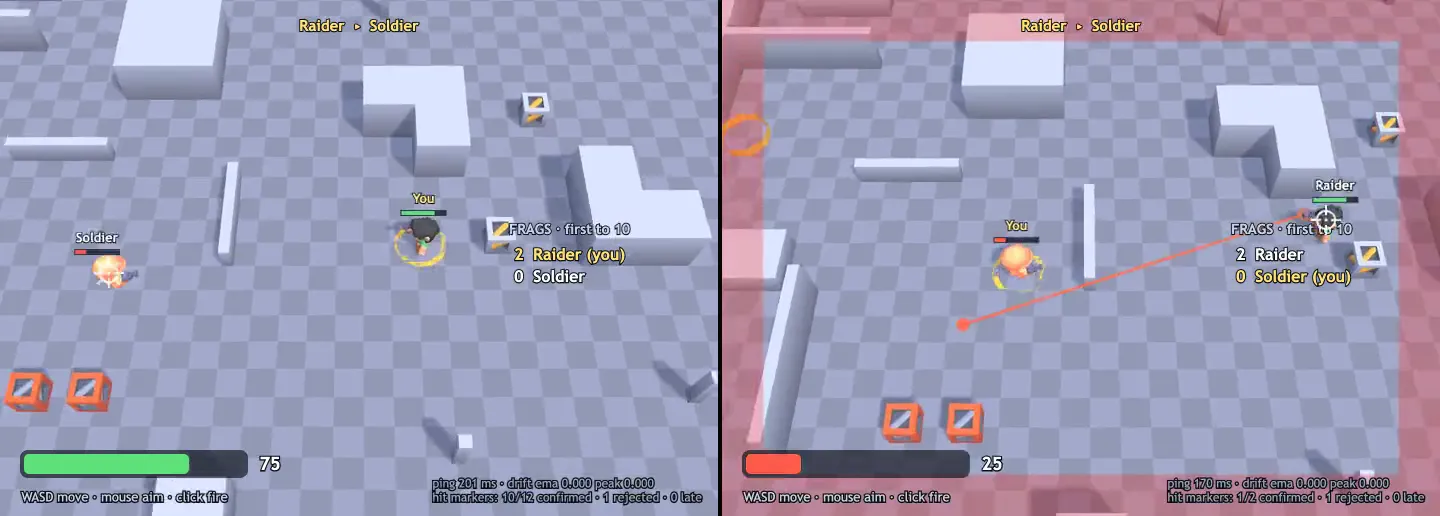 Raider ▸ Soldier
You
Soldier
FRAGS · first to 10
2 Raider (you)
0 Soldier
75
WASD move · mouse aim · click fire
ping 201 ms · drift ema 0.000 peak 0.000
hit markers: 10/12 confirmed · 1 rejected · 0 late
Raider ▸ Soldier
Raider
You
FRAGS · first to 10
2 Raider
0 Soldier (you)
25
WASD move · mouse aim · click fire
ping 170 ms · drift ema 0.000 peak 0.000
hit markers: 1/2 confirmed · 1 rejected · 0 late